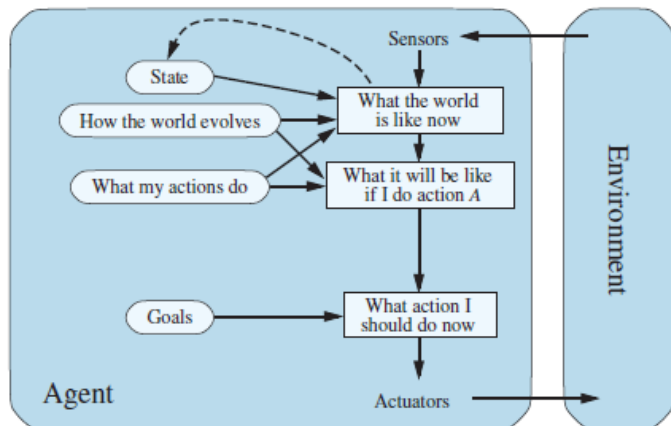 Sensors
State
What the world
is like now
How the world evolves
What my actions do
What it will be like
if I do action A
Environment
Goals
What action I
should do now
Agent
Actuators